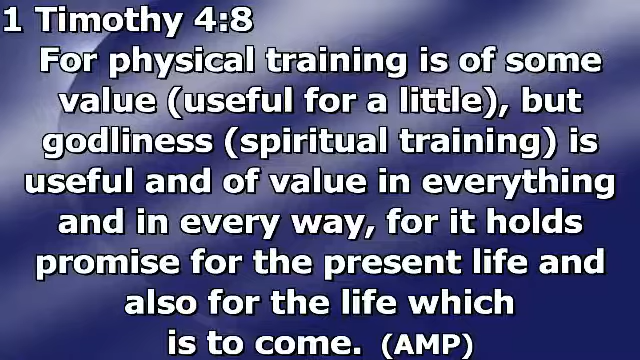 1 Timothy 4:8
For physical training is of some
value (useful for a little), but
godliness (spiritual training) is
useful and of value in everything
and in every way, for it holds
promise for the present life and
also for the life which
is to come. (AMP)